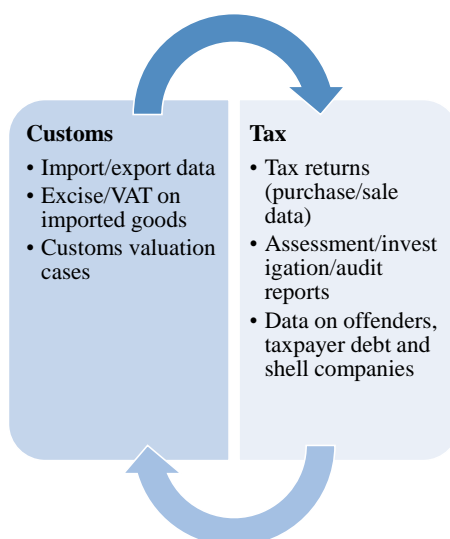 Customs
• Import/export data
• Excise/VAT on
imported goods
• Customs valuation
cases
Tax
• Tax returns
(purchase/sale
data)
• Assessment/invest
igation/audit
reports
• Data on offenders,
taxpayer debt and
shell companies